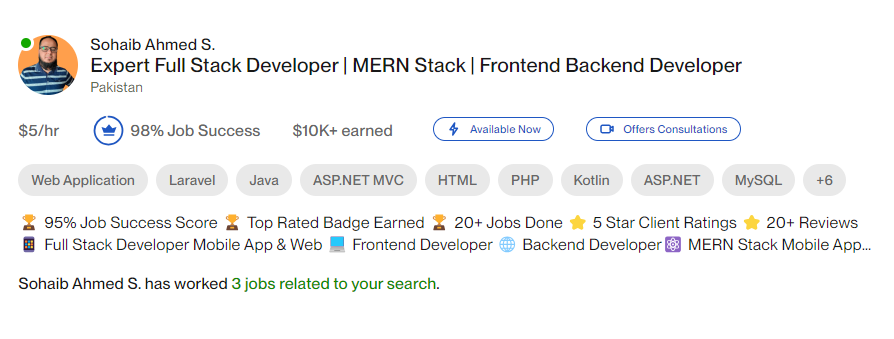 Sohaib Ahmed S.
Expert Full Stack Developer | MERN Stack | Frontend Backend Developer
Pakistan
$5/hr 98% Job Success $10K+ earned Available Now Offers Consultations
Web Application Laravel Java ASP.NET MVC HTML PHP Kotlin ASP.NET MySQL +6
🏆 95% Job Success Score 🏆 Top Rated Badge Earned 🏆 20+ Jobs Done ⭐ 5 Star Client Ratings ⭐ 20+ Reviews
📱 Full Stack Developer Mobile App & Web 💻 Frontend Developer 🌐 Backend Developer ⚛️ MERN Stack Mobile App...
Sohaib Ahmed S. has worked 3 jobs related to your search.